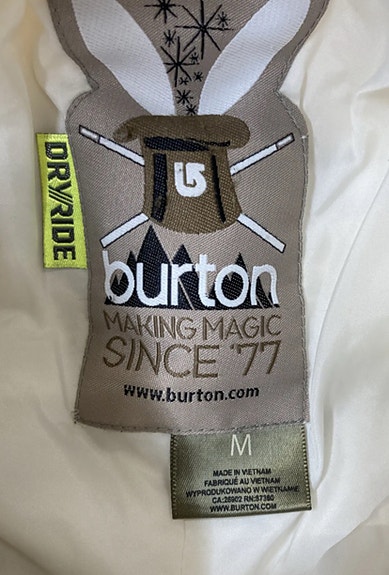 DRY//RIDE
burton
MAKING MAGIC
SINCE '77
www.burton.com
M
MADE IN VIETNAM
FABRIQUÉ AU VIETNAM
WYPRODUKOWANO W WIETNAMIE
CA:28902 RN:57380
WWW.BURTON.COM